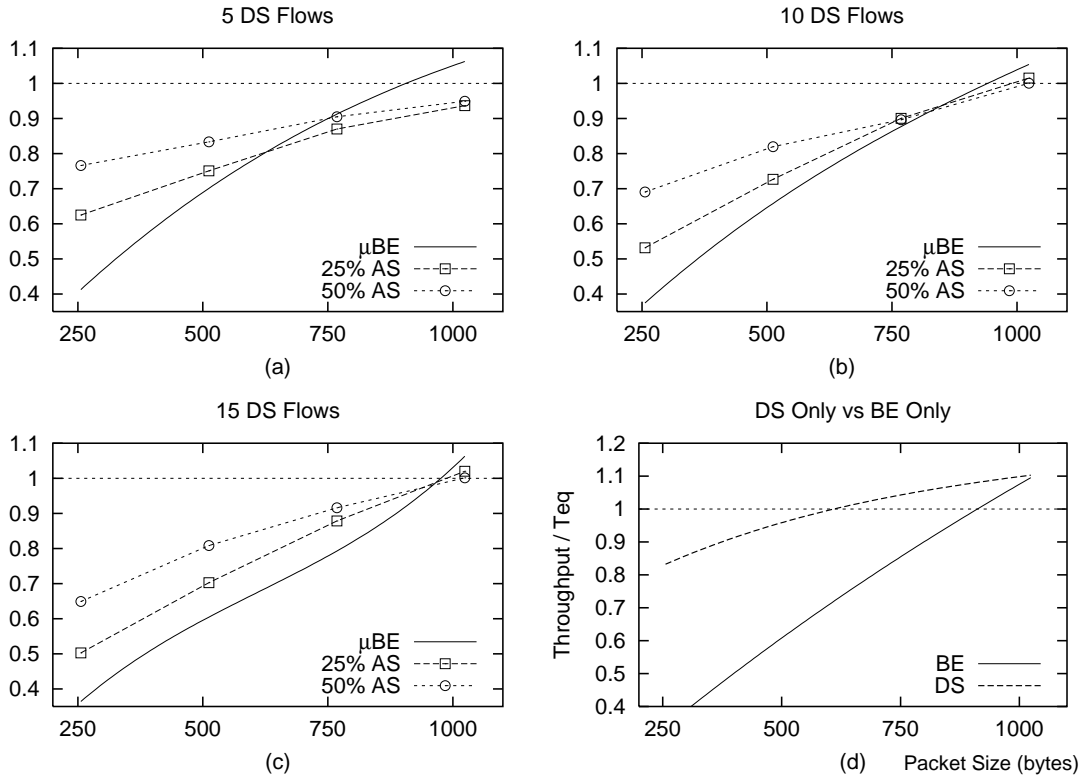 5 DS Flows
1.1
1
0.9
0.8
0.7
0.6
0.5
0.4
250 500 750 1000
μBE
25% AS
50% AS
(a)
10 DS Flows
1.1
1
0.9
0.8
0.7
0.6
0.5
0.4
250 500 750 1000
μBE
25% AS
50% AS
(b)
15 DS Flows
1.1
1
0.9
0.8
0.7
0.6
0.5
0.4
250 500 750 1000
μBE
25% AS
50% AS
(c)
DS Only vs BE Only
Throughput / Teq
1.2
1.1
1
0.9
0.8
0.7
0.6
0.5
0.4
250 500 750 1000
BE
DS
(d) Packet Size (bytes)